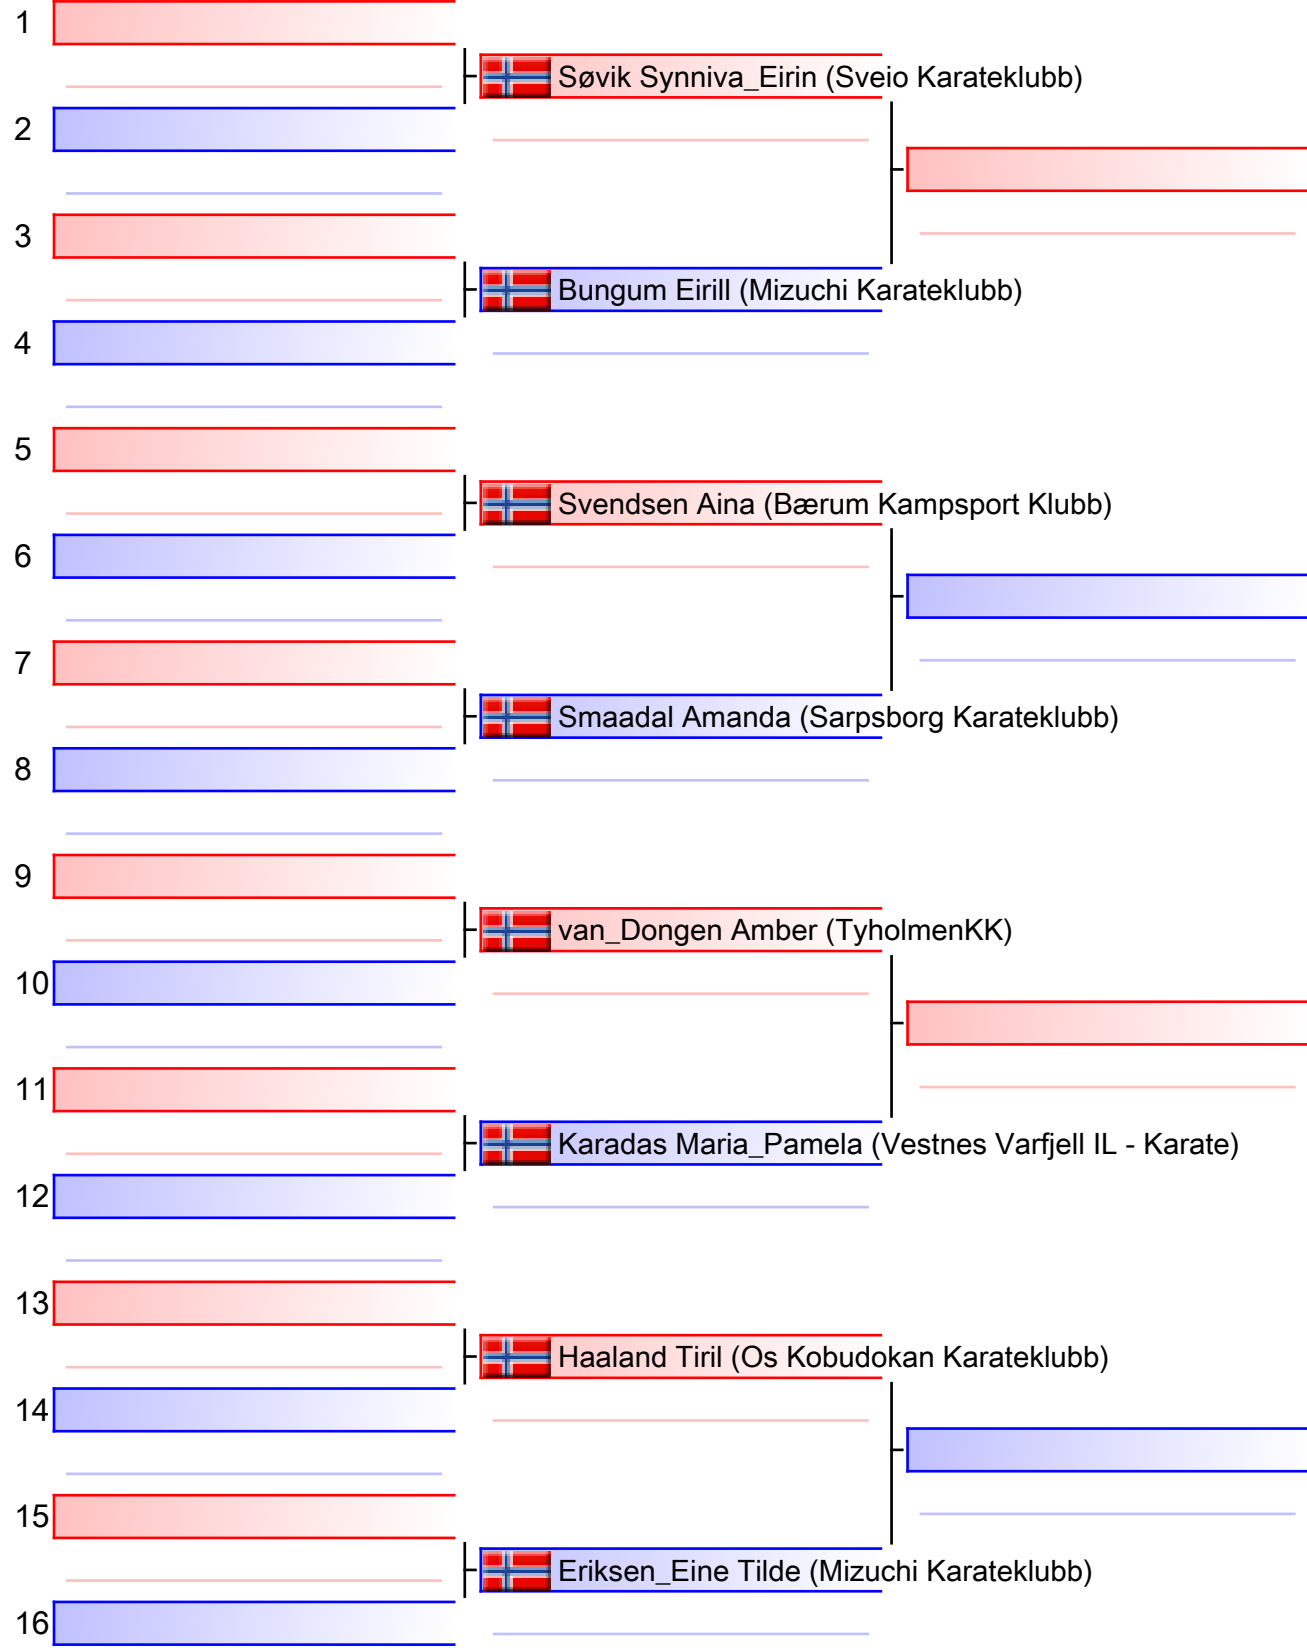 1
Søvik Synniva_Eirin (Sveio Karateklubb)
2
3
Bungum Eirill (Mizuchi Karateklubb)
4
5
Svendsen Aina (Bærum Kampsport Klubb)
6
7
Smaadal Amanda (Sarpsborg Karateklubb)
8
9
van_Dongen Amber (TyholmenKK)
10
11
Karadas Maria_Pamela (Vestnes Varfjell IL - Karate)
12
13
Haaland Tiril (Os Kobudokan Karateklubb)
14
15
Eriksen_Eine Tilde (Mizuchi Karateklubb)
16